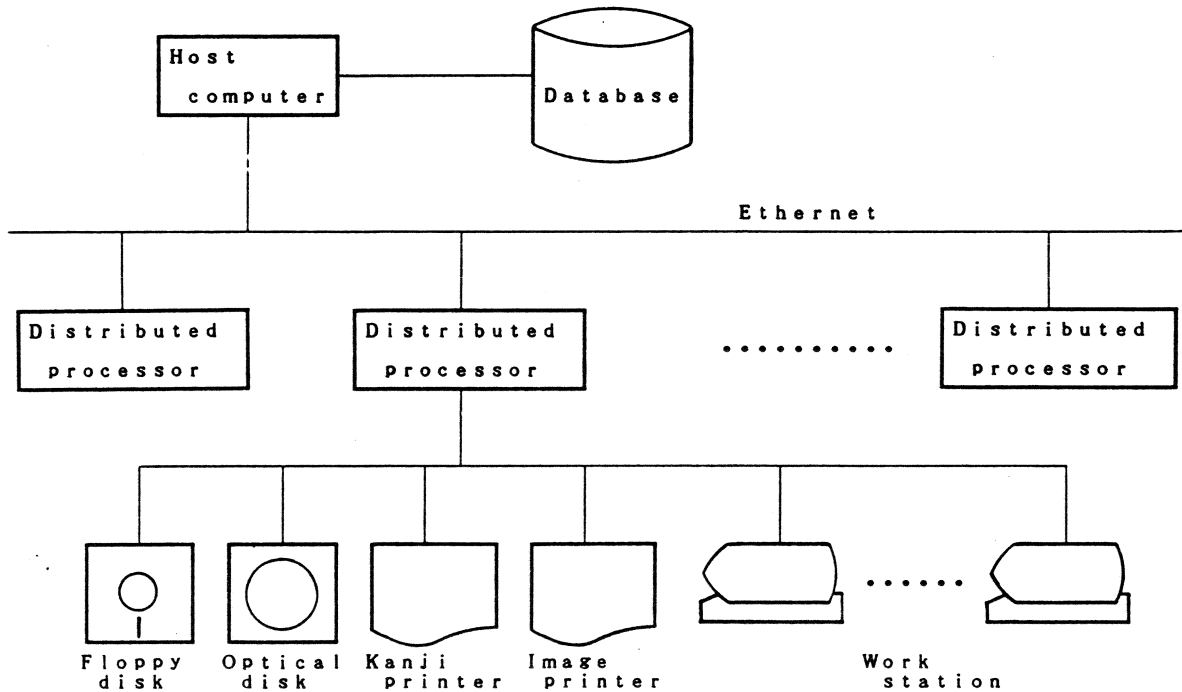 Host
computer
Database
Ethernet
Distributed
processor
Distributed
processor
Distributed
processor
Floppy
disk
Optical
disk
Kanji
printer
Image
printer
Work
station